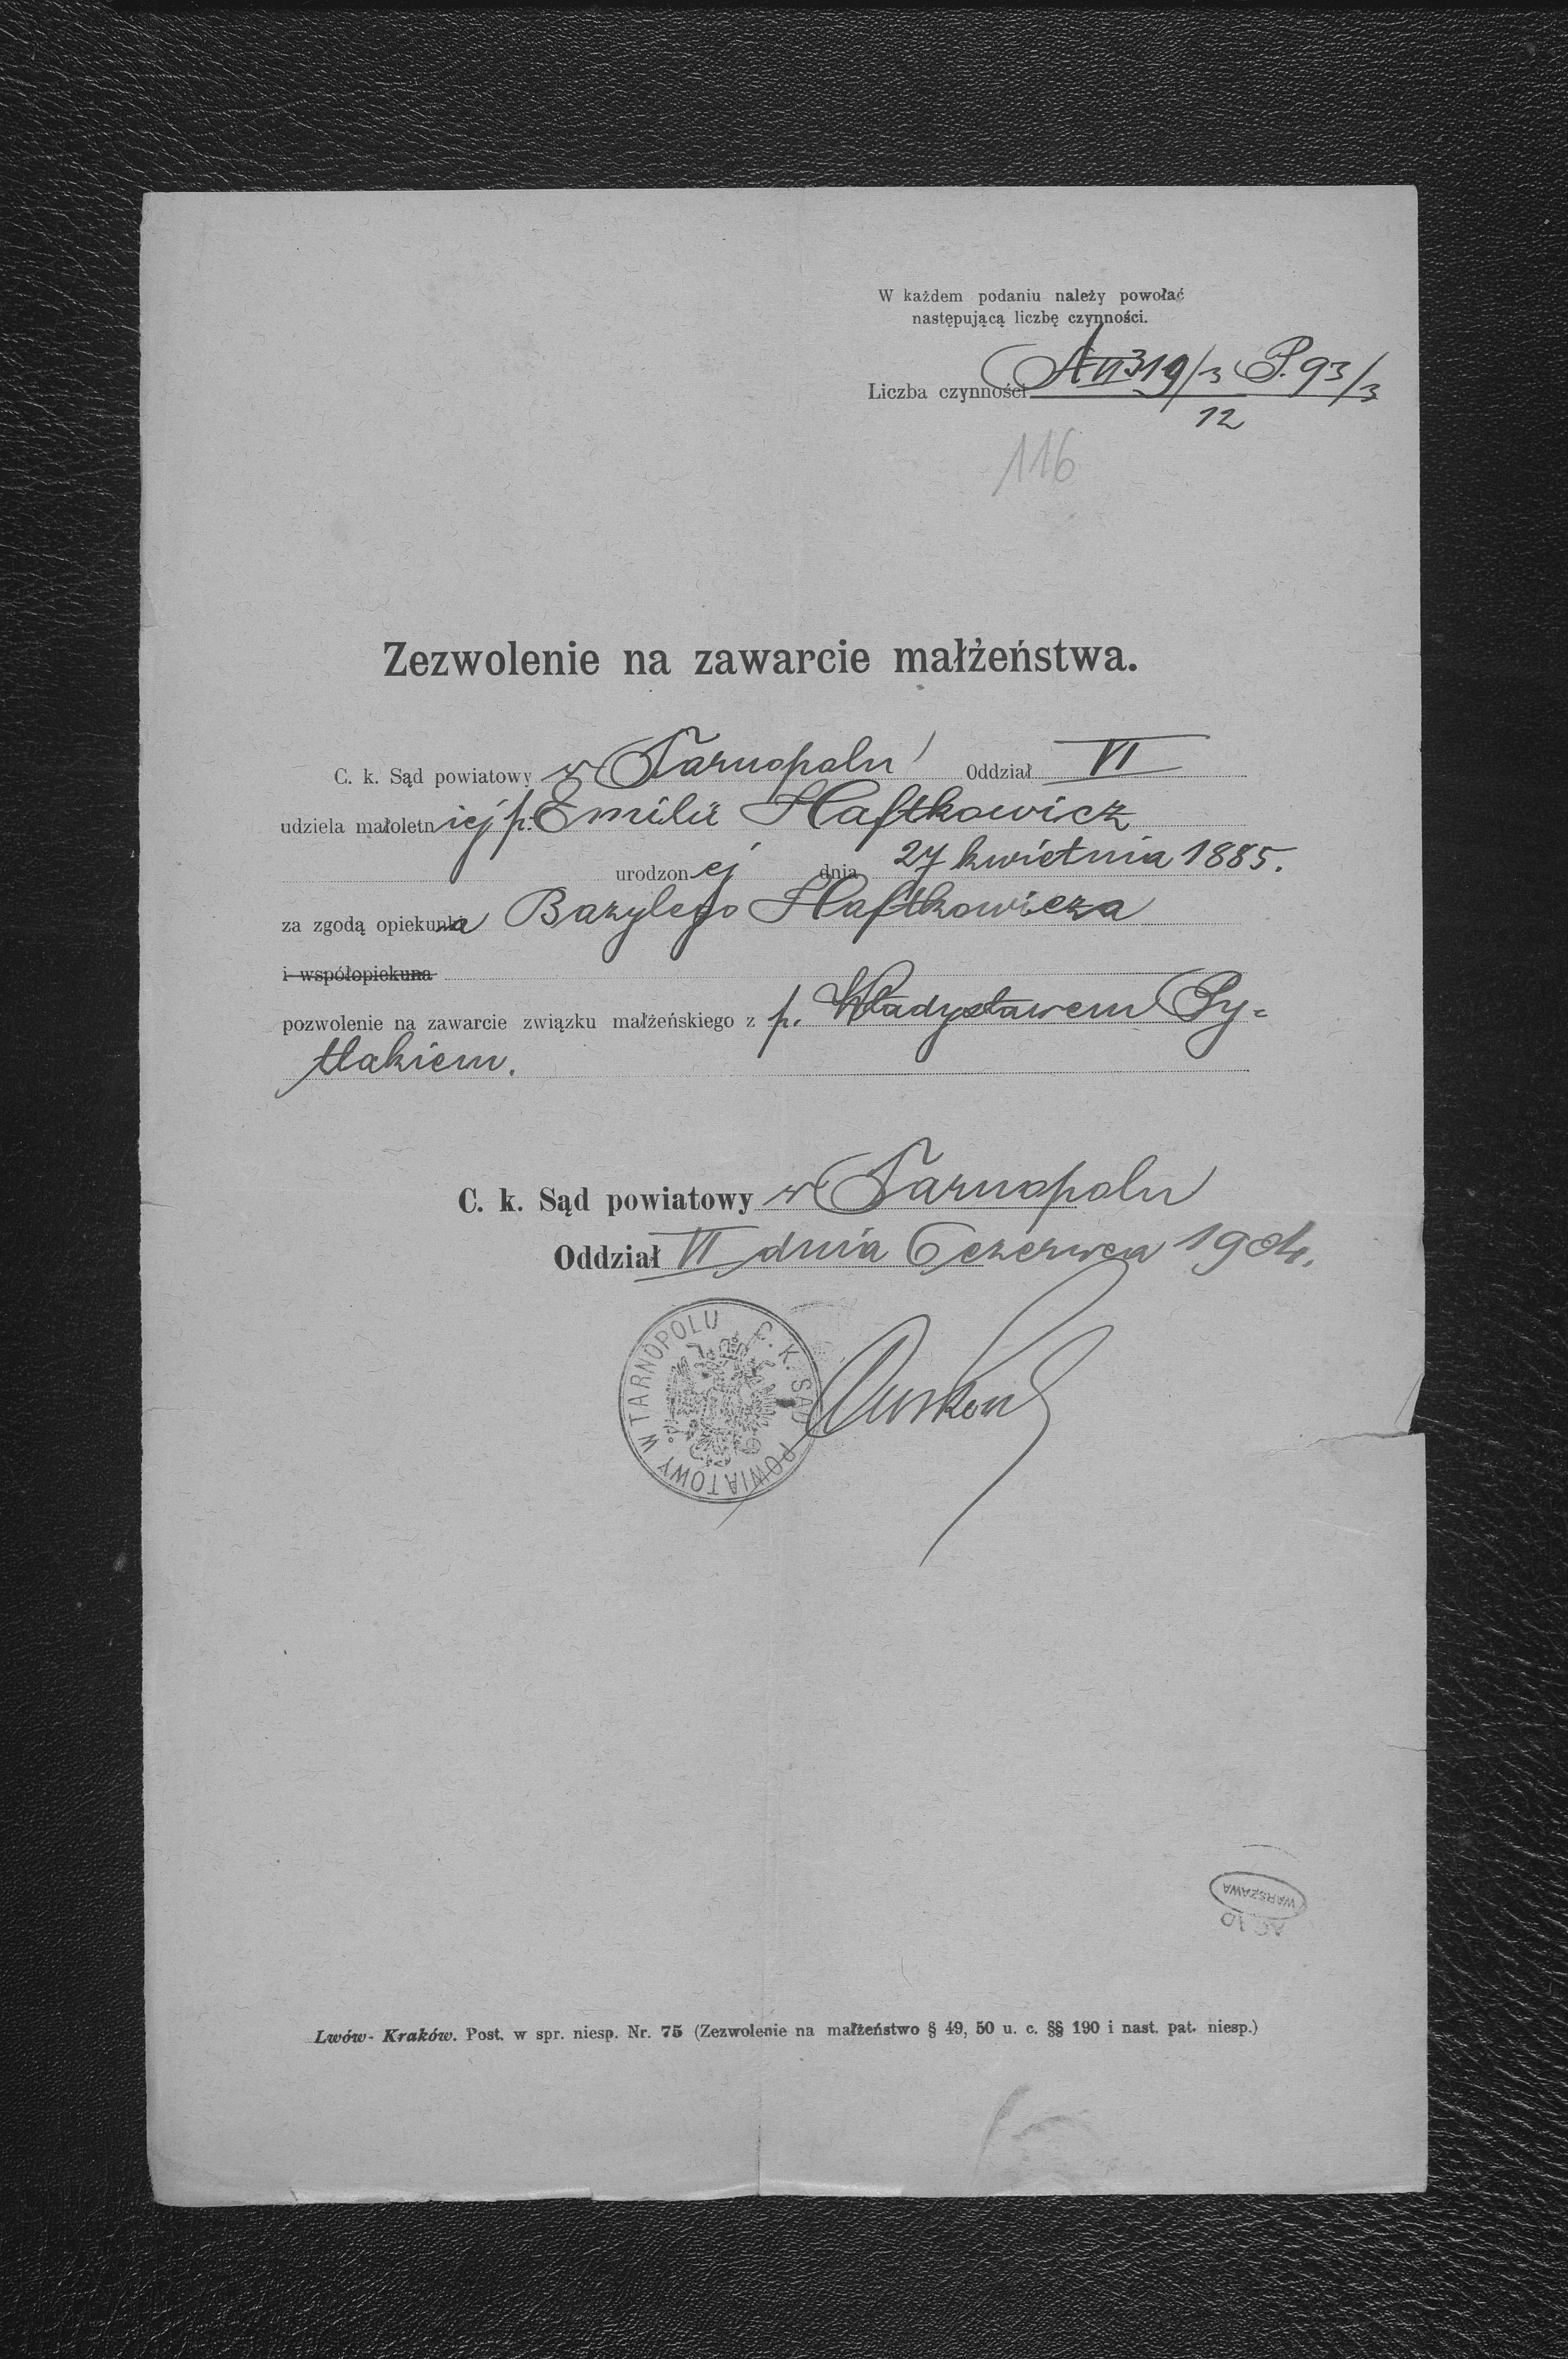 W każdem podaniu należy powołać
następującą liczbę czynności.
Liczba czynności A VI 319/3 P. 93/3
12
116
Zezwolenie na zawarcie małżeństwa.
C. k. Sąd powiatowy w Tarnopolu Oddział VI
udziela małoletniej p. Emilii Haftkowicz
urodzonej dnia 27 kwietnia 1885.
za zgodą opiekuna Bazylego Haftkowicza
i współopiekuna
pozwolenie na zawarcie związku małżeńskiego z p. Władysławem Py=
tlakiem.
C. k. Sąd powiatowy w Tarnopolu
Oddział VI dnia 6 czerwca 1904.
C. K. SĄD POWIATOWY W TARNOPOLU
WARSZAWA
Lwów-Kraków. Post. w spr. niesp. Nr. 75 (Zezwolenie na małżeństwo § 49, 50 u. c. §§ 190 i nast. pat. niesp.)